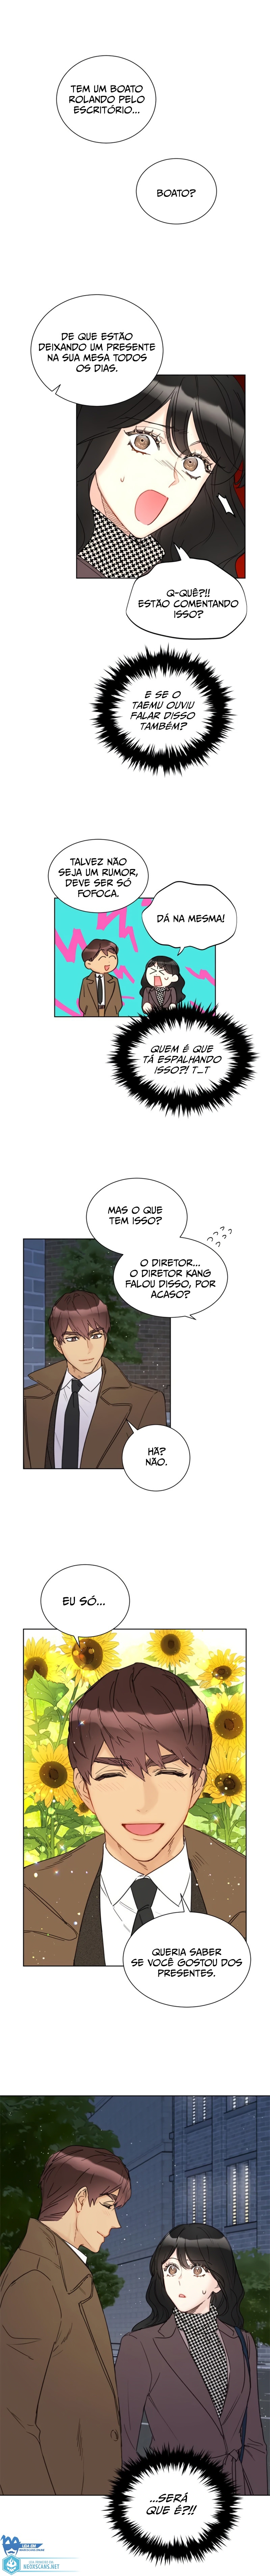 TEM UM BOATO
ROLANDO PELO
ESCRITÓRIO...
BOATO?
DE QUE ESTÃO
DEIXANDO UM PRESENTE
NA SUA MESA TODOS
OS DIAS.
Q-QUÊ?!!
ESTÃO COMENTANDO
ISSO?
E SE O
TAEMU OUVIU
FALAR DISSO
TAMBÉM?
TALVEZ NÃO
SEJA UM RUMOR,
DEVE SER SÓ
FOFOCA.
DÁ NA MESMA!
QUEM É QUE
TÁ ESPALHANDO
ISSO?! T_T
MAS O QUE
TEM ISSO?
O DIRETOR...
O DIRETOR KANG
FALOU DISSO, POR
ACASO?
HÃ?
NÃO.
EU SÓ...
QUERIA SABER
SE VOCÊ GOSTOU DOS
PRESENTES.
...SERÁ
QUE É?!!
NEOXSCANS.NET